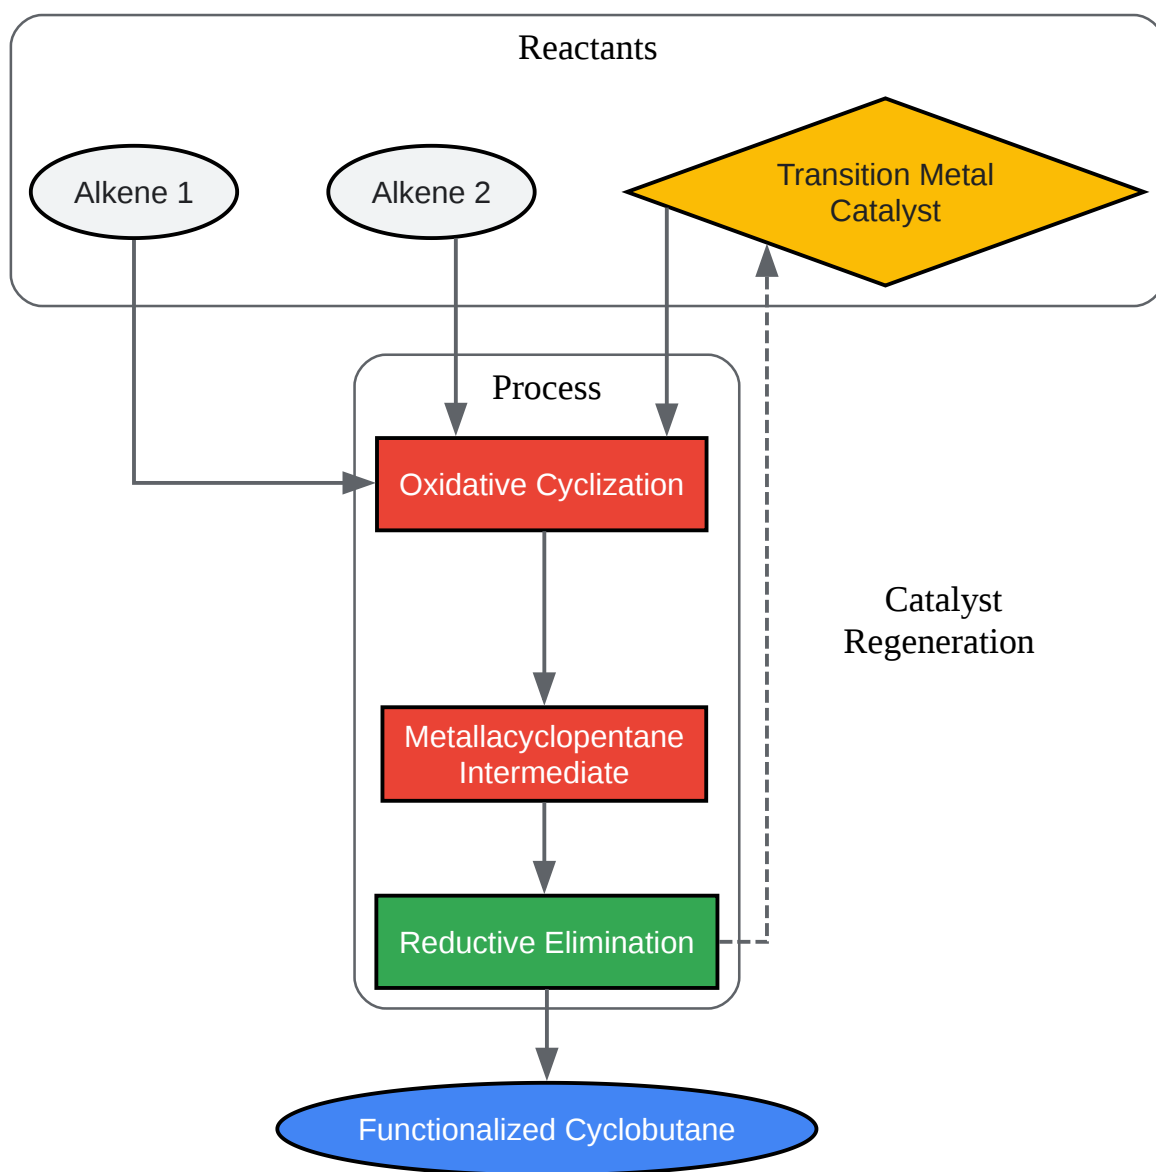 Reactants
Alkene 1
Alkene 2
Transition Metal
Catalyst
Process
Oxidative Cyclization
Catalyst
Regeneration
Metallacyclopentane
Intermediate
Reductive Elimination
Functionalized Cyclobutane